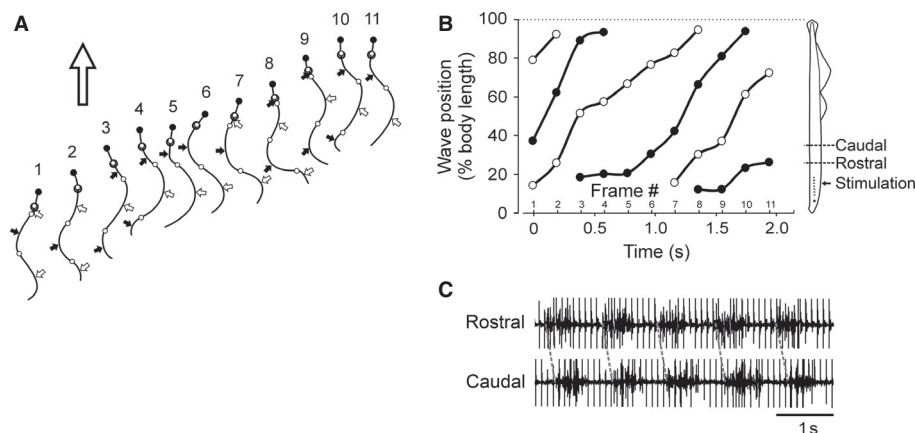 A
1 2 3 4 5 6 7 8 9 10 11
B
Wave position
(% body length)
100
80
60
40
20
0
Frame #
1 2 3 4 5 6 7 8 9 10 11
0 0.5 1.0 1.5 2.0
Time (s)
Caudal
Rostral
Stimulation
C
Rostral
Caudal
1s